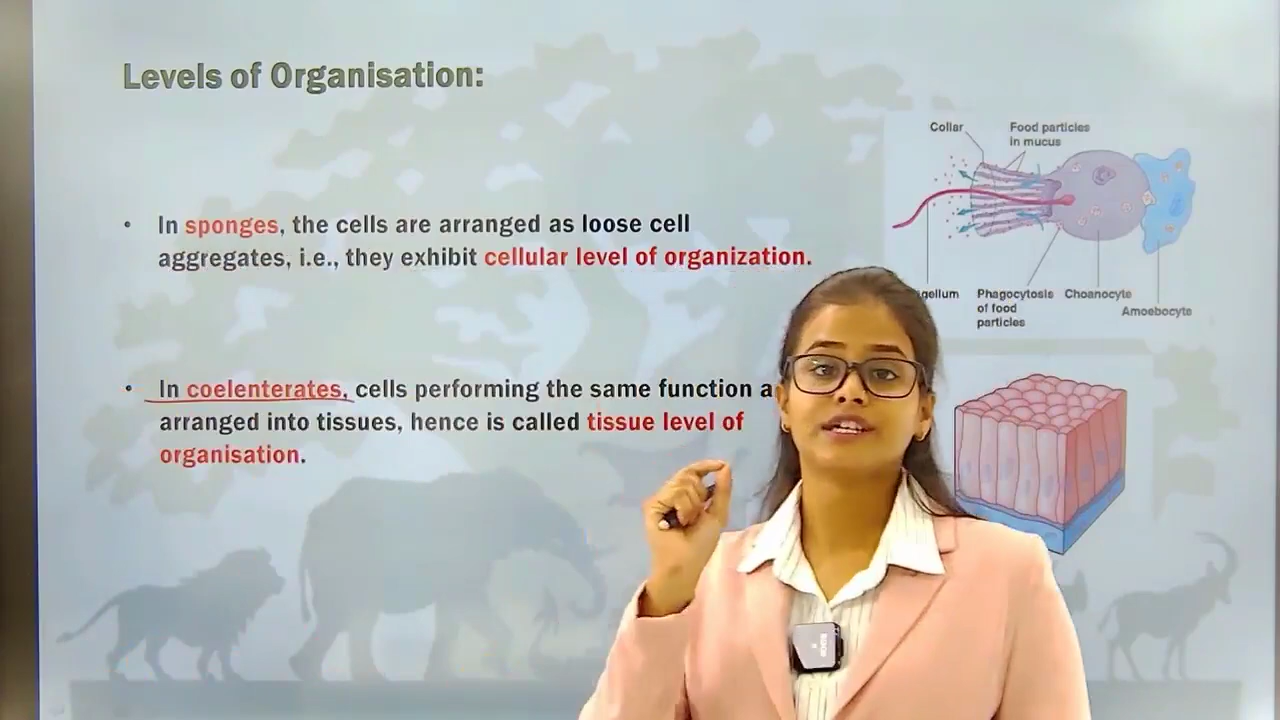 Levels of Organisation:
Collar
Food particles
in mucus
• In sponges, the cells are arranged as loose cell
aggregates, i.e., they exhibit cellular level of organization.
Phagocytosis
of food
particles
Choanocyte
Amoebocyte
• In coelenterates, cells performing the same function
arranged into tissues, hence is called tissue level of
organisation.